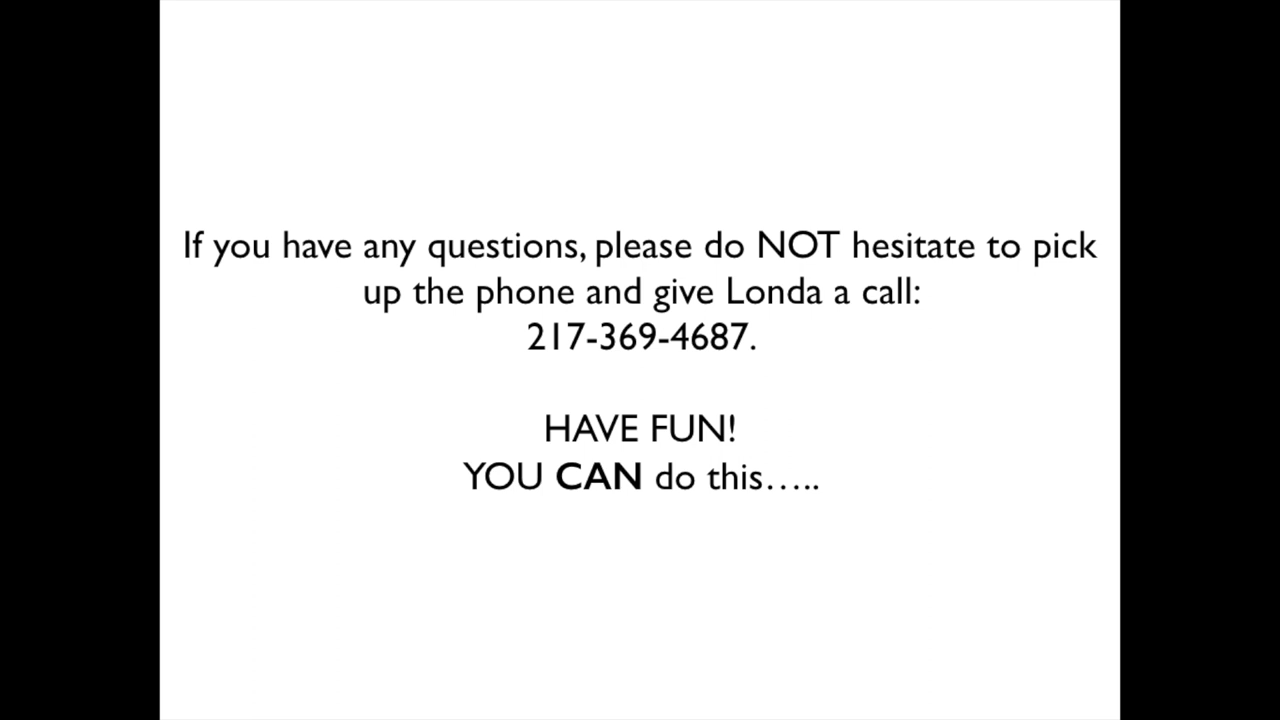 If you have any questions, please do NOT hesitate to pick
up the phone and give Londa a call:
217-369-4687.
HAVE FUN!
YOU CAN do this…..